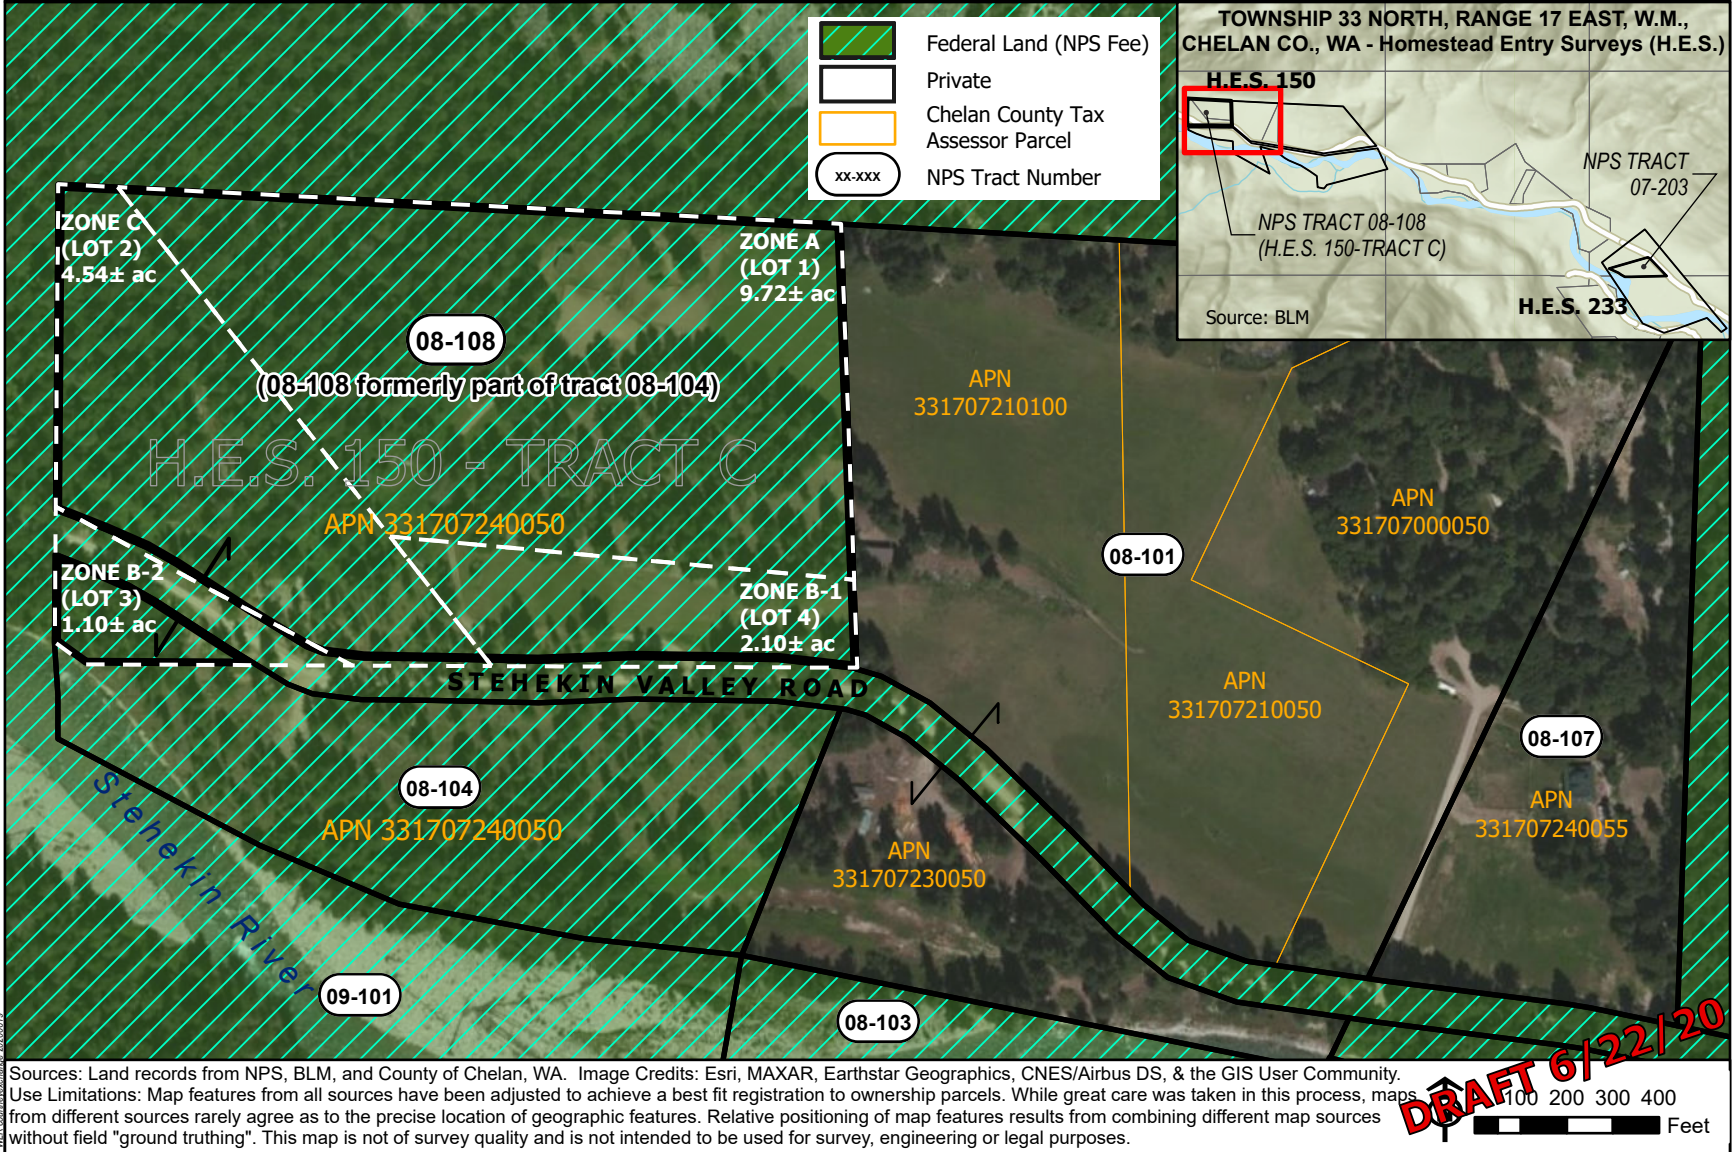 Federal Land (NPS Fee)
Private
Chelan County Tax
Assessor Parcel
xx-xxx
NPS Tract Number
TOWNSHIP 33 NORTH, RANGE 17 EAST, W.M.,
CHELAN CO., WA - Homestead Entry Surveys (H.E.S.)
H.E.S. 150
NPS TRACT
07-203
NPS TRACT 08-108
(H.E.S. 150-TRACT C)
H.E.S. 233
Source: BLM
ZONE C
(LOT 2)
4.54± ac
ZONE A
(LOT 1)
9.72± ac
08-108
(08-108 formerly part of tract 08-104)
H.E.S. 150 - TRACT C
APN 331707240050
ZONE B-2
(LOT 3)
1.10± ac
ZONE B-1
(LOT 4)
2.10± ac
STEHEKIN VALLEY ROAD
APN
331707210100
APN
331707000050
08-101
APN
331707210050
08-107
APN
331707240055
08-104
APN 331707240050
APN
331707230050
Stehekin River
09-101
08-103
Sources: Land records from NPS, BLM, and County of Chelan, WA.  Image Credits: Esri, MAXAR, Earthstar Geographics, CNES/Airbus DS, & the GIS User Community.
Use Limitations: Map features from all sources have been adjusted to achieve a best fit registration to ownership parcels. While great care was taken in this process, maps
from different sources rarely agree as to the precise location of geographic features. Relative positioning of map features results from combining different map sources
without field "ground truthing". This map is not of survey quality and is not intended to be used for survey, engineering or legal purposes.
DRAFT 6/22/20
100 200 300 400
Feet